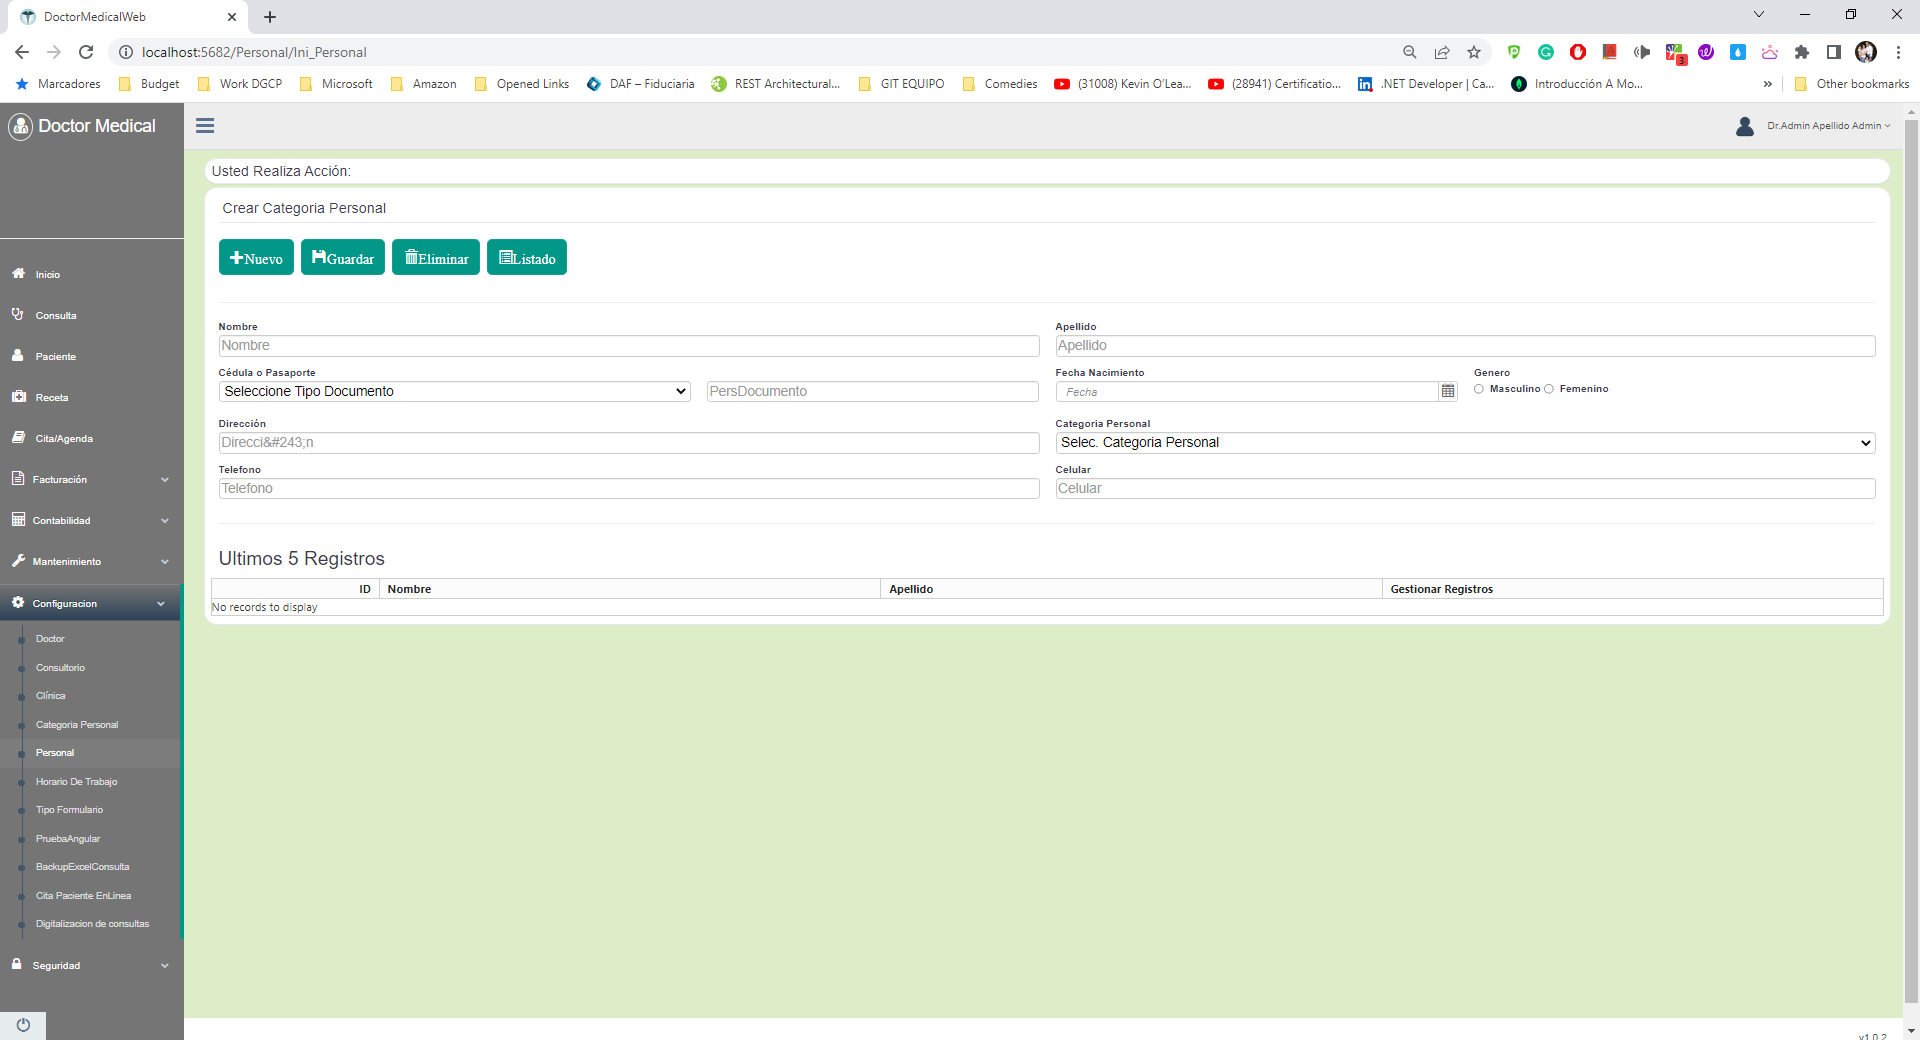 DoctorMedicalWeb
localhost:5682/Personal/Ini_Personal
3
Marcadores Budget Work DGCP Microsoft Amazon Opened Links DAF – Fiduciaria REST Architectural... GIT EQUIPO Comedies (31008) Kevin O'Lea... (28941) Certificatio... .NET Developer | Ca... Introducción A Mo... » Other bookmarks
Doctor Medical
Dr.Admin Apellido Admin
Usted Realiza Acción:
Crear Categoria Personal
Nuevo Guardar Eliminar Listado
Nombre Apellido
Nombre Apellido
Cédula o Pasaporte Fecha Nacimiento Genero
Seleccione Tipo Documento PersDocumento Fecha Masculino Femenino
Dirección Categoria Personal
Direcci&#243;n Selec. Categoria Personal
Telefono Celular
Telefono Celular
Ultimos 5 Registros
ID Nombre Apellido Gestionar Registros
No records to display
Inicio
Consulta
Paciente
Receta
Cita/Agenda
Facturación
Contabilidad
Mantenimiento
Configuracion
Doctor
Consultorio
Clínica
Categoria Personal
Personal
Horario De Trabajo
Tipo Formulario
PruebaAngular
BackupExcelConsulta
Cita Paciente EnLinea
Digitalizacion de consultas
Seguridad
v1.0.2